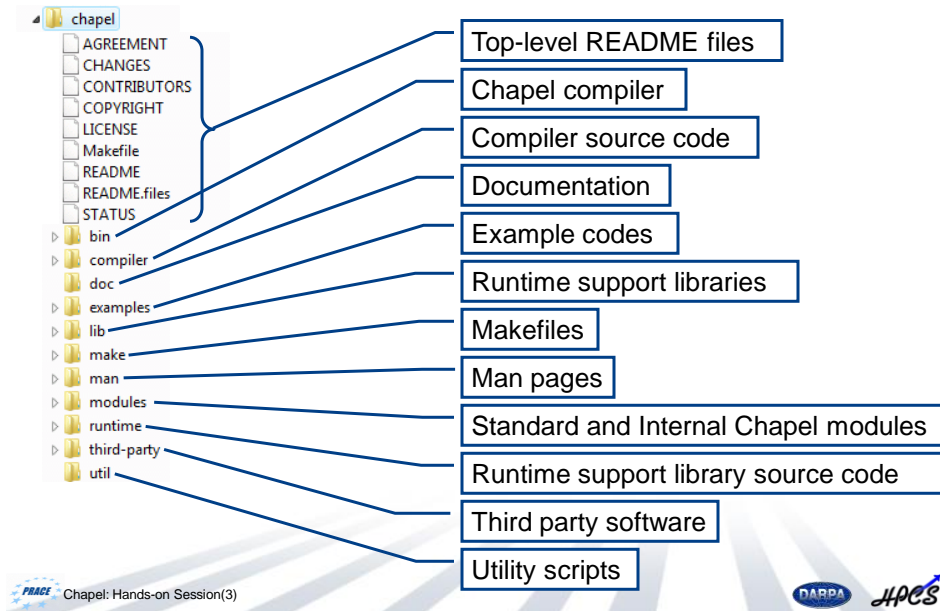 chapel
AGREEMENT
CHANGES
CONTRIBUTORS
COPYRIGHT
LICENSE
Makefile
README
README.files
STATUS
bin
compiler
doc
examples
lib
make
man
modules
runtime
third-party
util
Top-level README files
Chapel compiler
Compiler source code
Documentation
Example codes
Runtime support libraries
Makefiles
Man pages
Standard and Internal Chapel modules
Runtime support library source code
Third party software
Utility scripts
PRACE Chapel: Hands-on Session(3)
DARPA HPCS